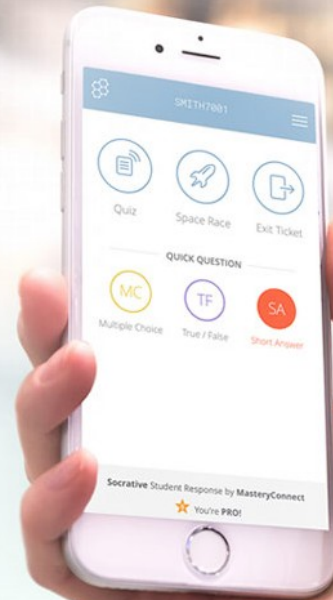 SMITH7001
Quiz
Space Race
Exit Ticket
QUICK QUESTION
MC
TF
SA
Multiple Choice
True / False
Short Answer
Socrative Student Response by MasteryConnect
You're PRO!